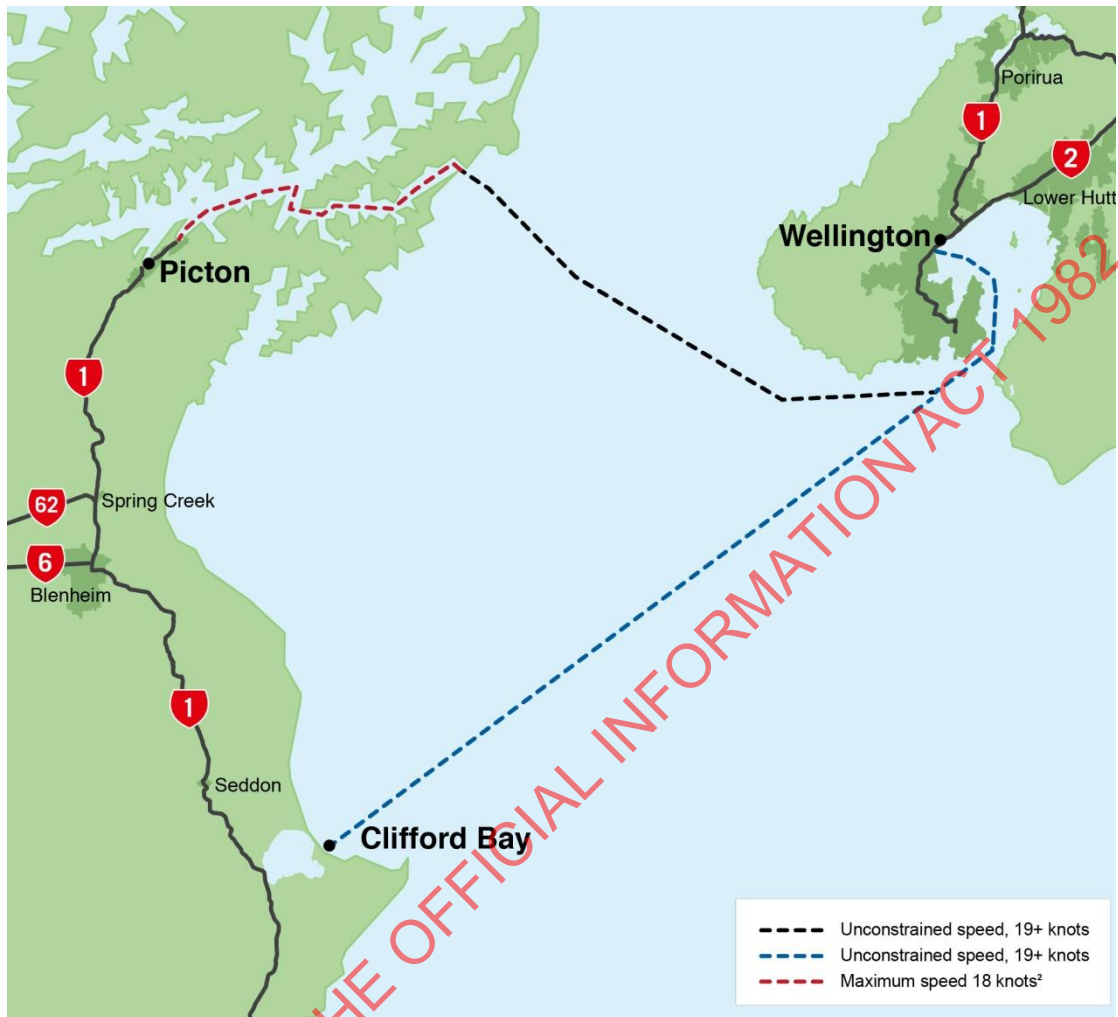 Porirua
1
2
Lower Hutt
Wellington
Picton
1
Spring Creek
62
6
Blenheim
1
Seddon
Clifford Bay
THE OFFICIAL INFORMATION ACT 1982
Unconstrained speed, 19+ knots
Unconstrained speed, 19+ knots
Maximum speed 18 knots²